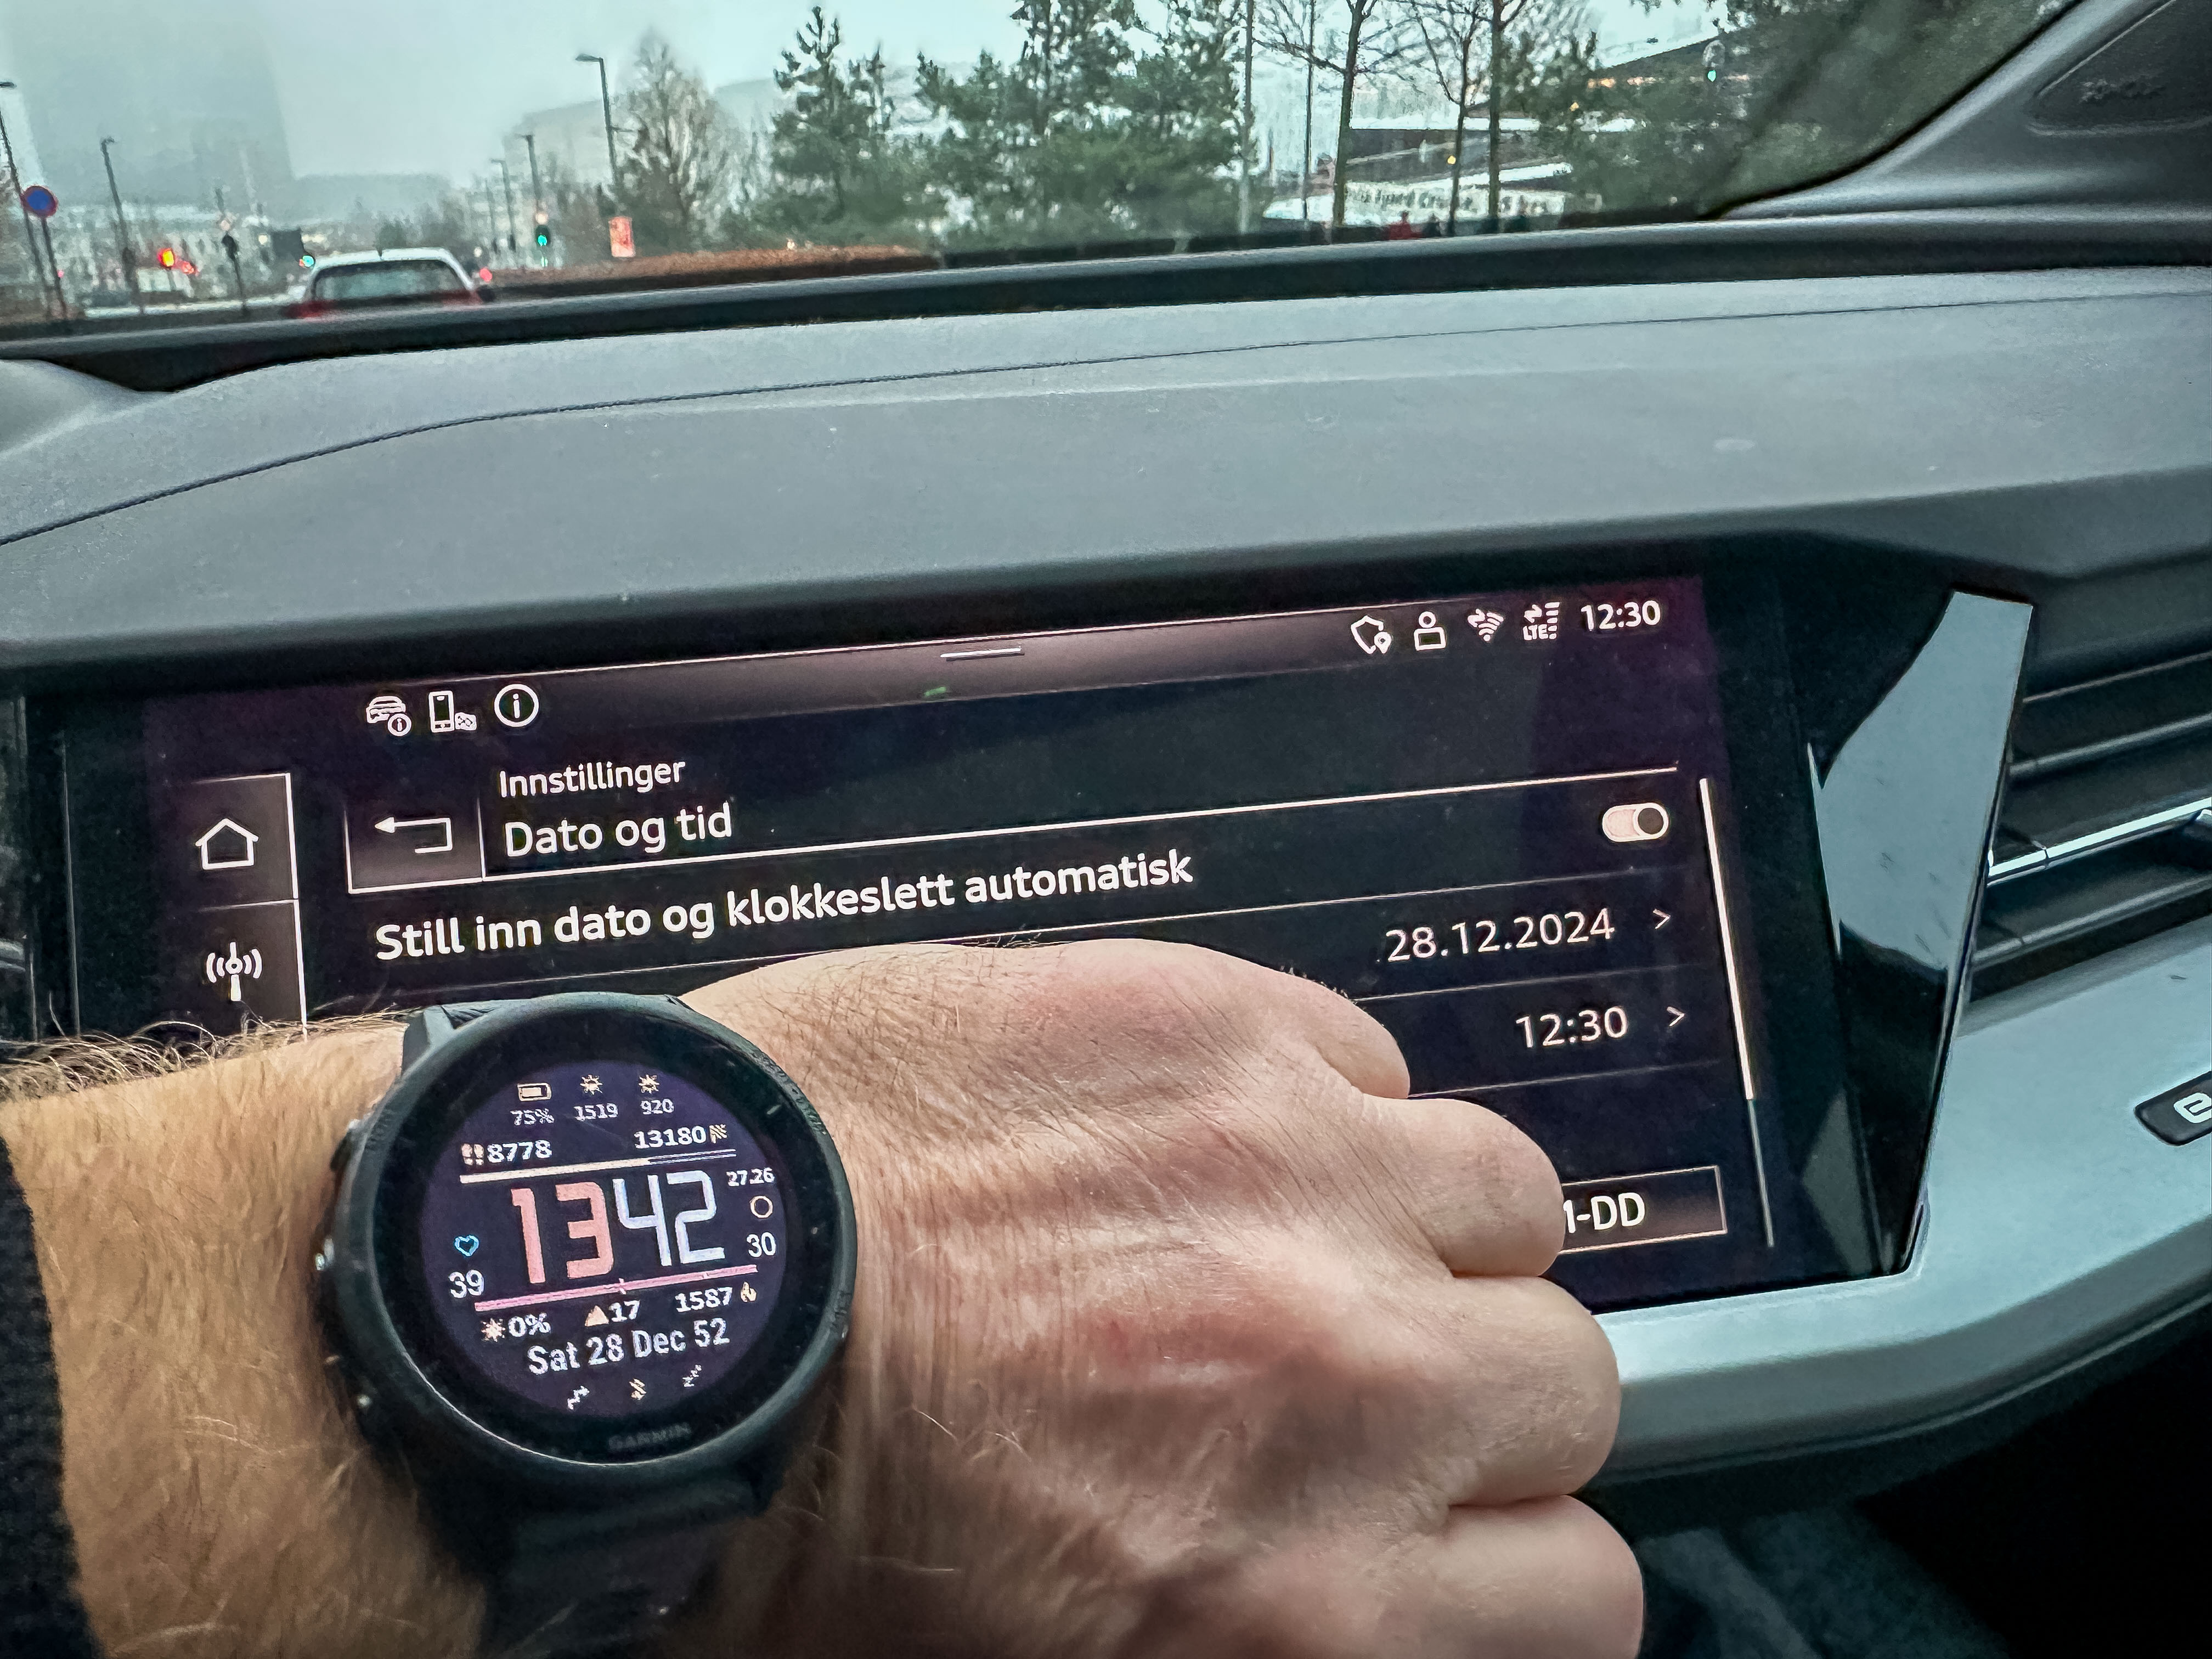 12:30
LTE
Innstillinger
Dato og tid
Still inn dato og klokkeslett automatisk
28.12.2024 >
12:30 >
-DD
75% 1519 920
8778 13180
1342
27.26
39
30
0% 17 1587
Sat 28 Dec 52
GARMIN